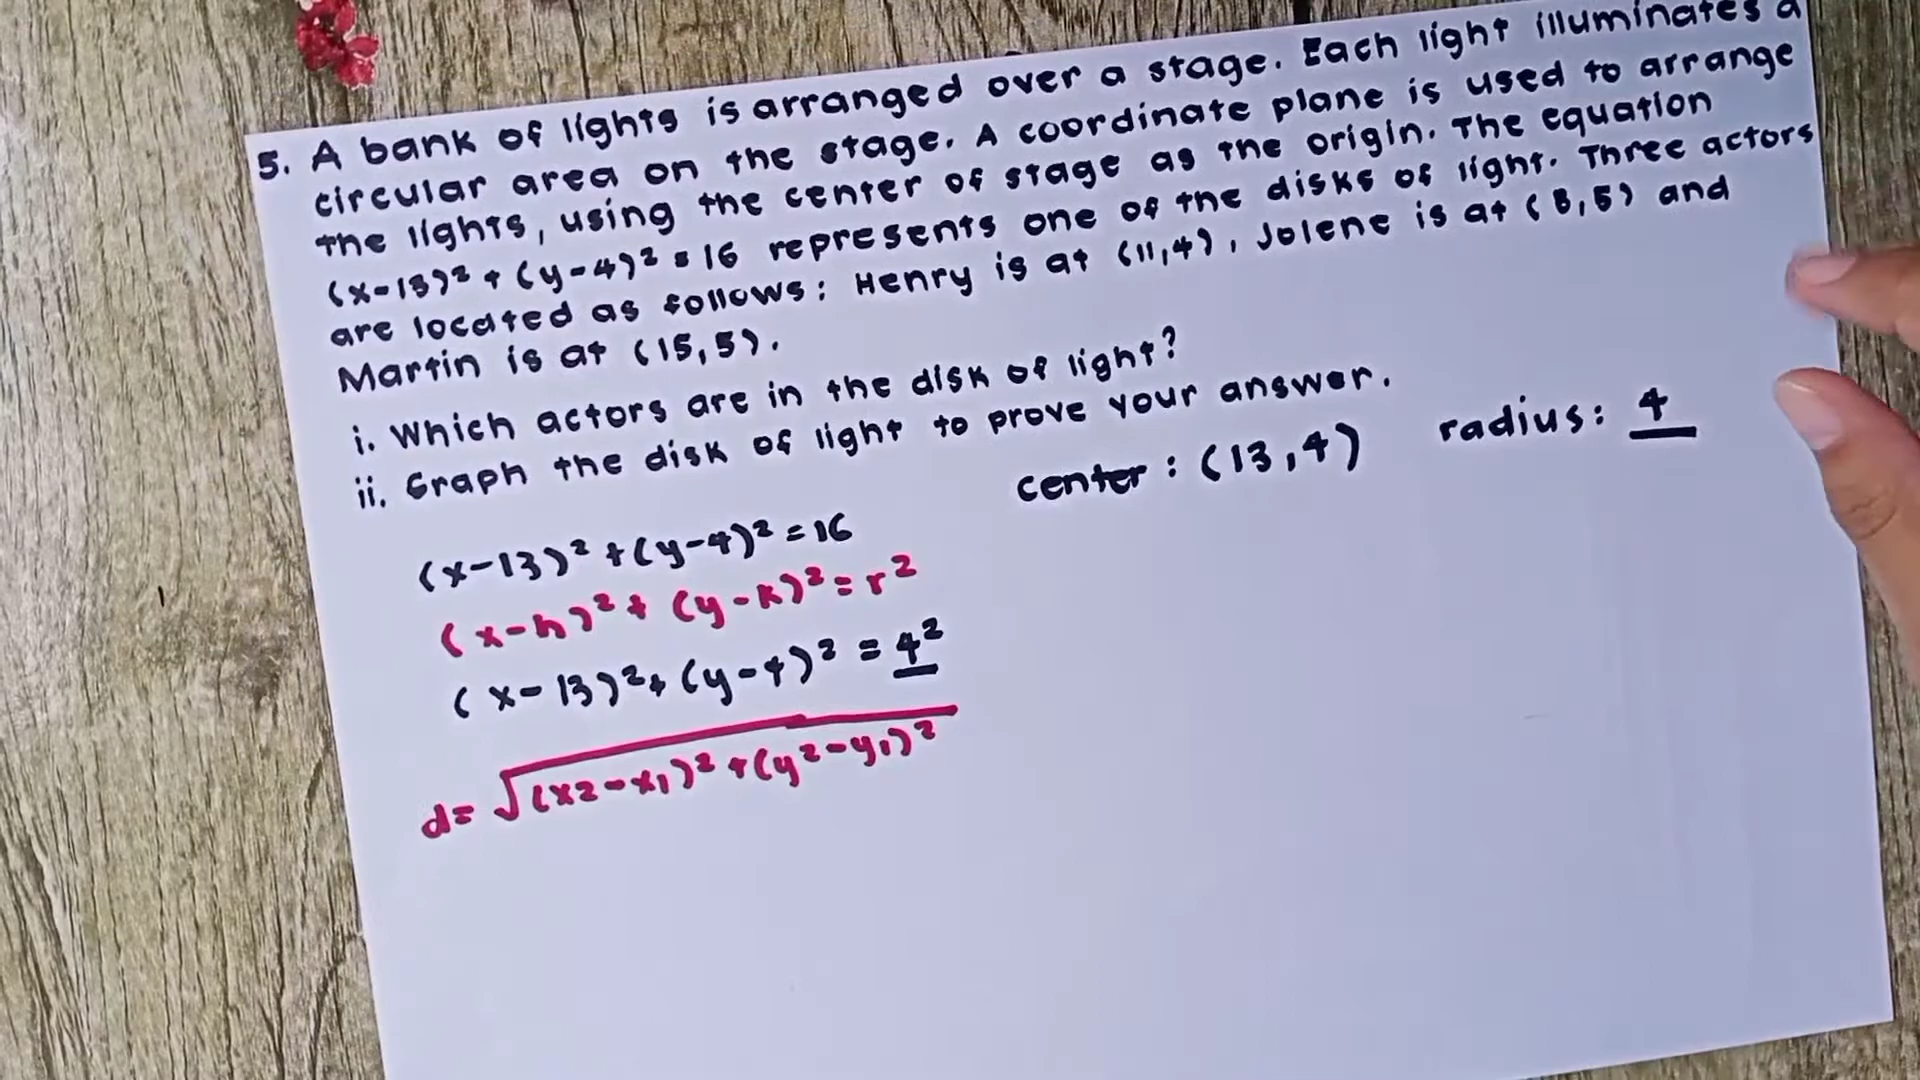 5. A bank of lights is arranged over a stage. Each light illuminates a
circular area on the stage. A coordinate plane is used to arrange
the lights, using the center of stage as the origin. The equation
(x-13)² + (y-4)² = 16 represents one of the disks of light. Three actors
are located as follows: Henry is at (11,4), Jolene is at (8,5) and
Martin is at (15,5).
i. Which actors are in the disk of light?
ii. Graph the disk of light to prove your answer.
center : (13,4) radius: 4
(x-13)² + (y-4)² = 16
(x-h)² + (y-k)² = r²
(x-13)² + (y-4)² = 4²
d= √(x2-x₁)² + (y²-y₁)²